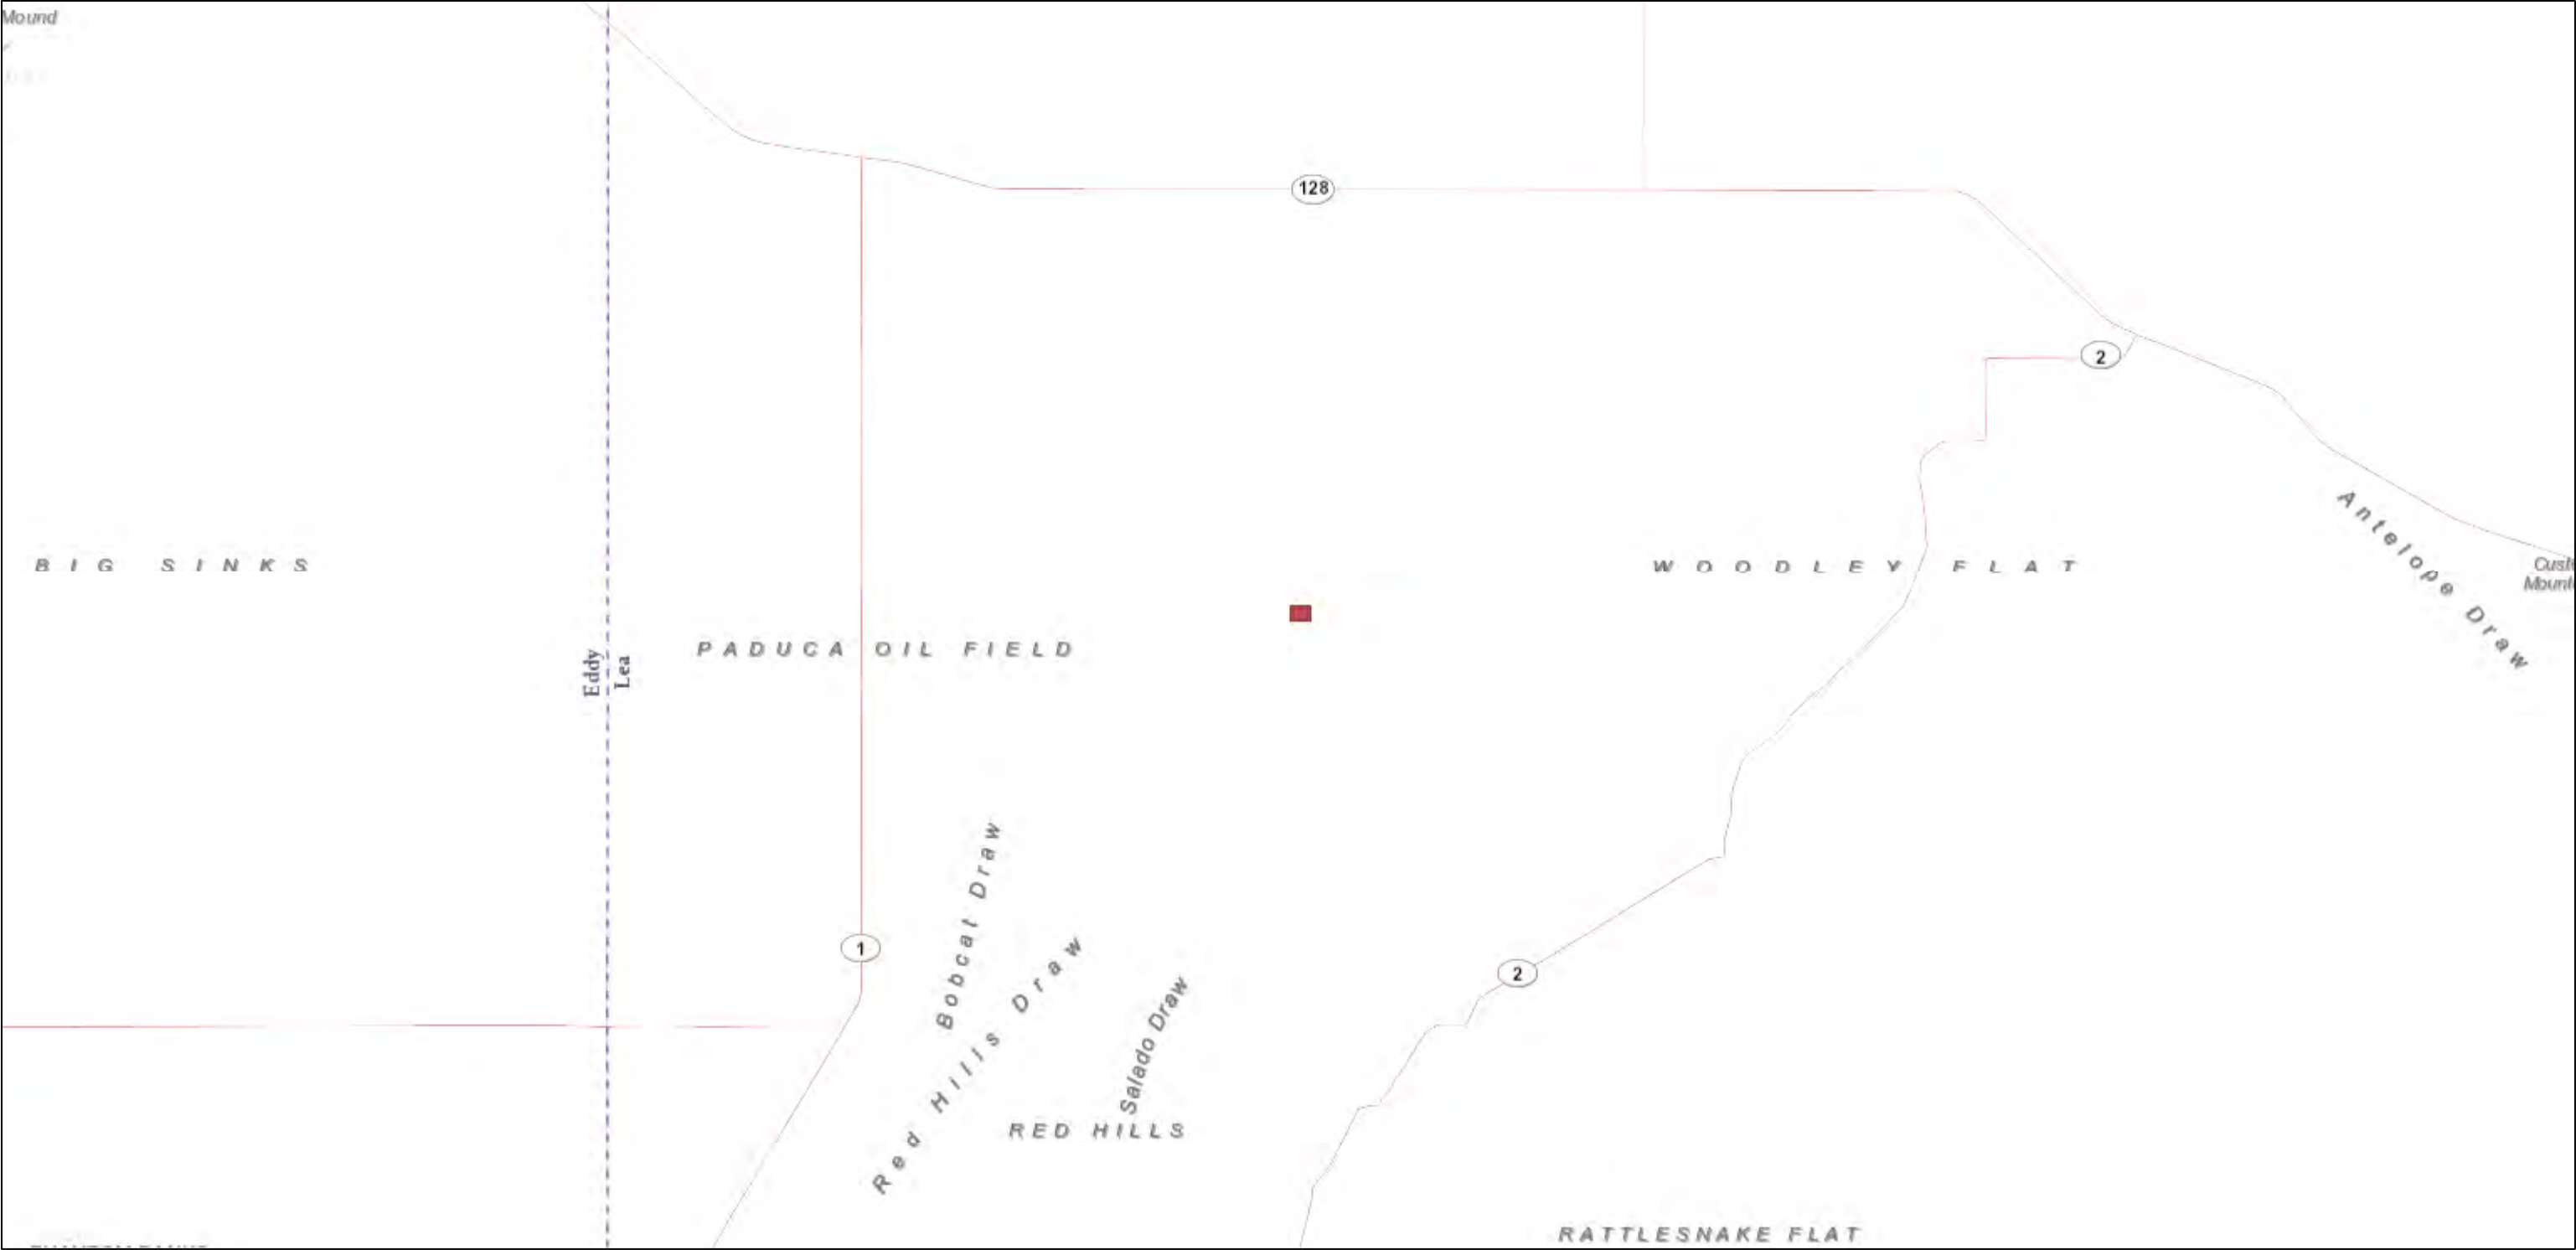 Mound
128
2
Antelope Draw
BIG SINKS
WOODLEY FLAT
PADUCA OIL FIELD
Eddy
Lea
Bobcat Draw
1
Red Hills Draw
2
Salado Draw
RED HILLS
RATTLESNAKE FLAT